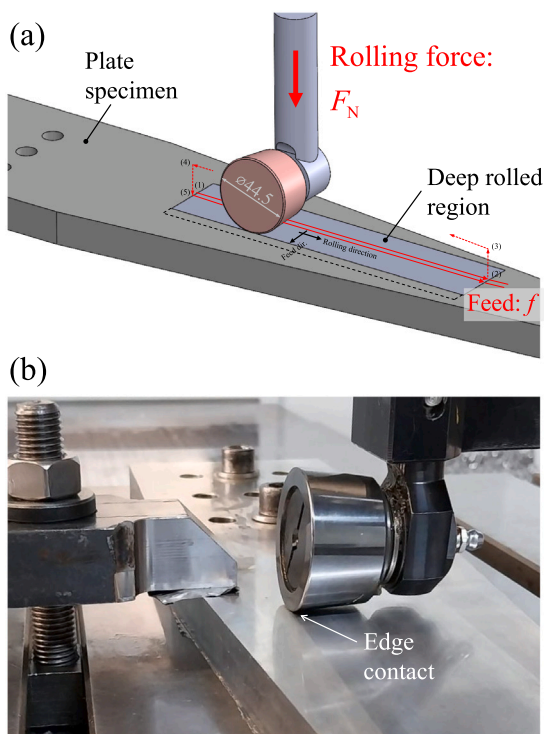 (a)
Plate
specimen
Rolling force:
F_N
Deep rolled
region
(4)
(5)
(1)
⌀44.5
Feed dir.
Rolling direction
(3)
(2)
Feed: f
(b)
Edge
contact